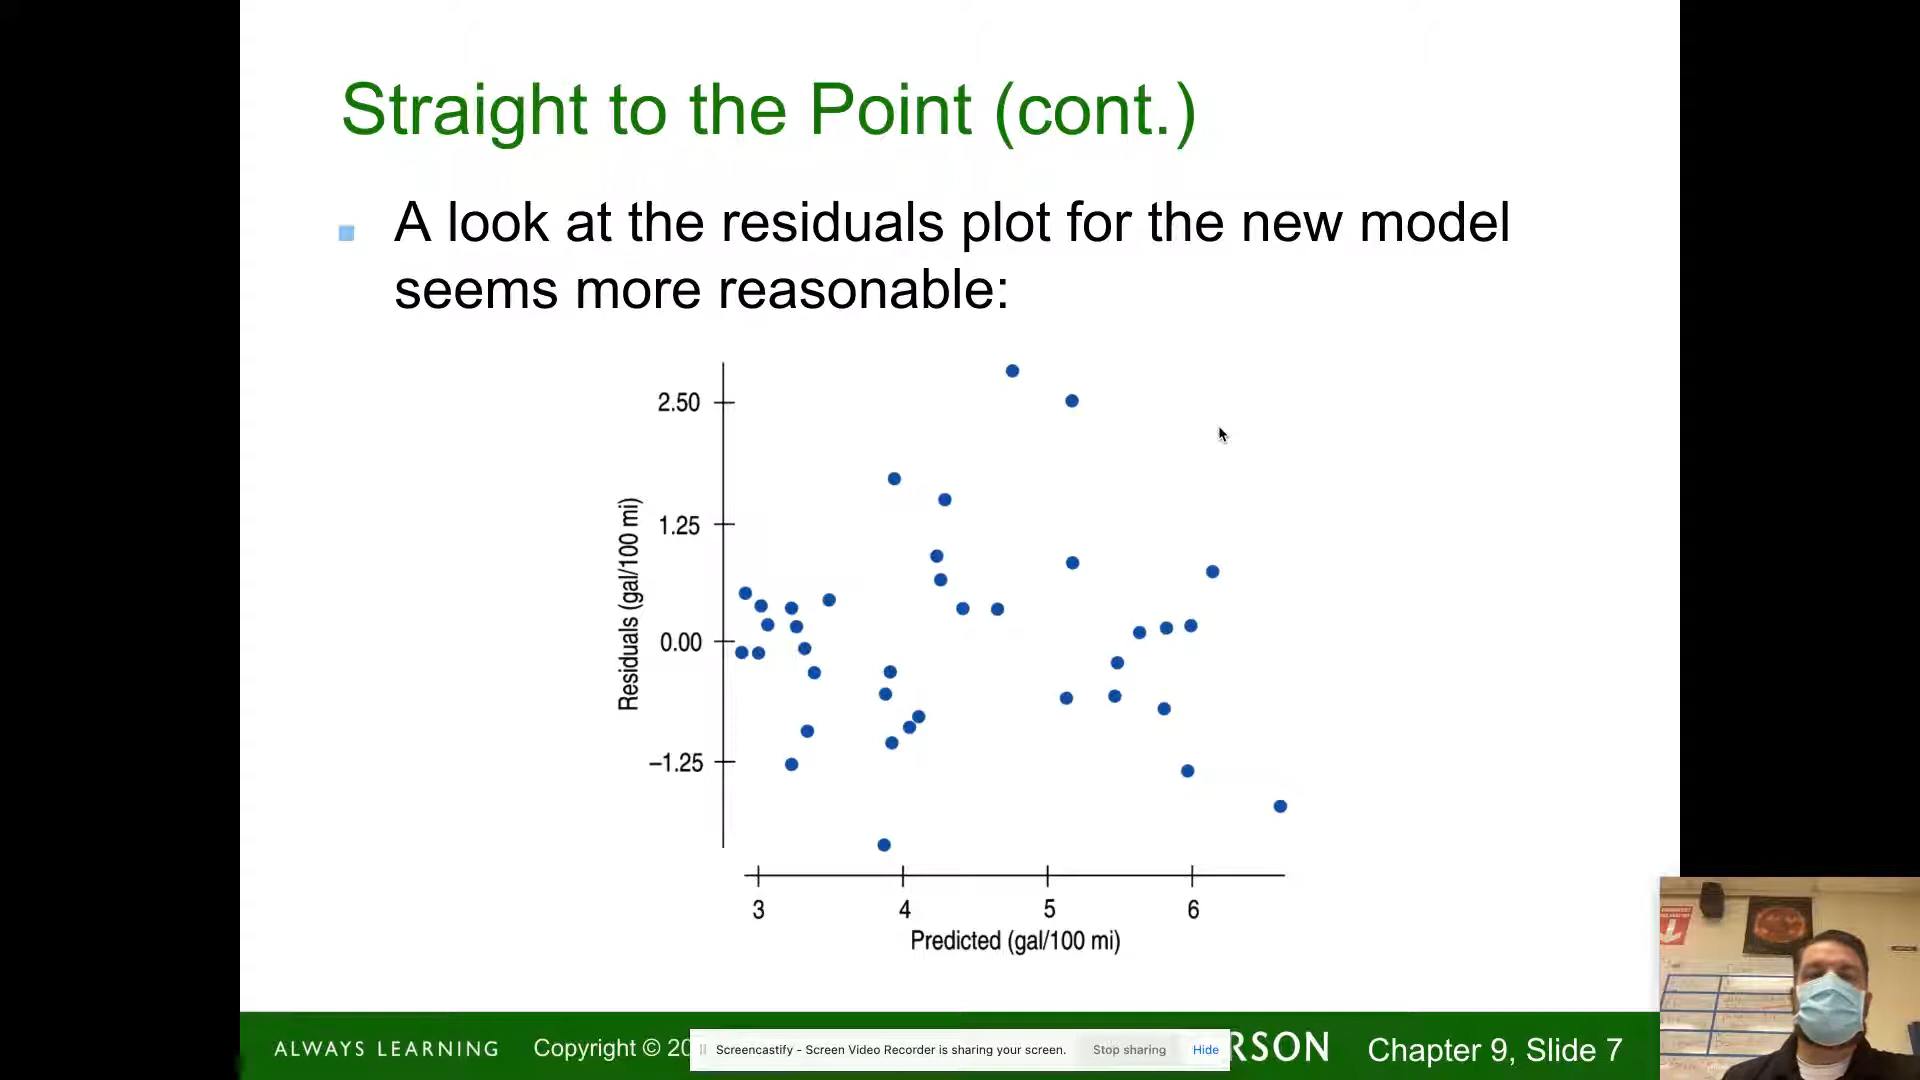 Straight to the Point (cont.)
A look at the residuals plot for the new model
seems more reasonable:
2.50
1.25
0.00
−1.25
Residuals (gal/100 mi)
3 4 5 6
Predicted (gal/100 mi)
ALWAYS LEARNING Copyright © 20 RSON Chapter 9, Slide 7
Screencastify - Screen Video Recorder is sharing your screen. Stop sharing Hide